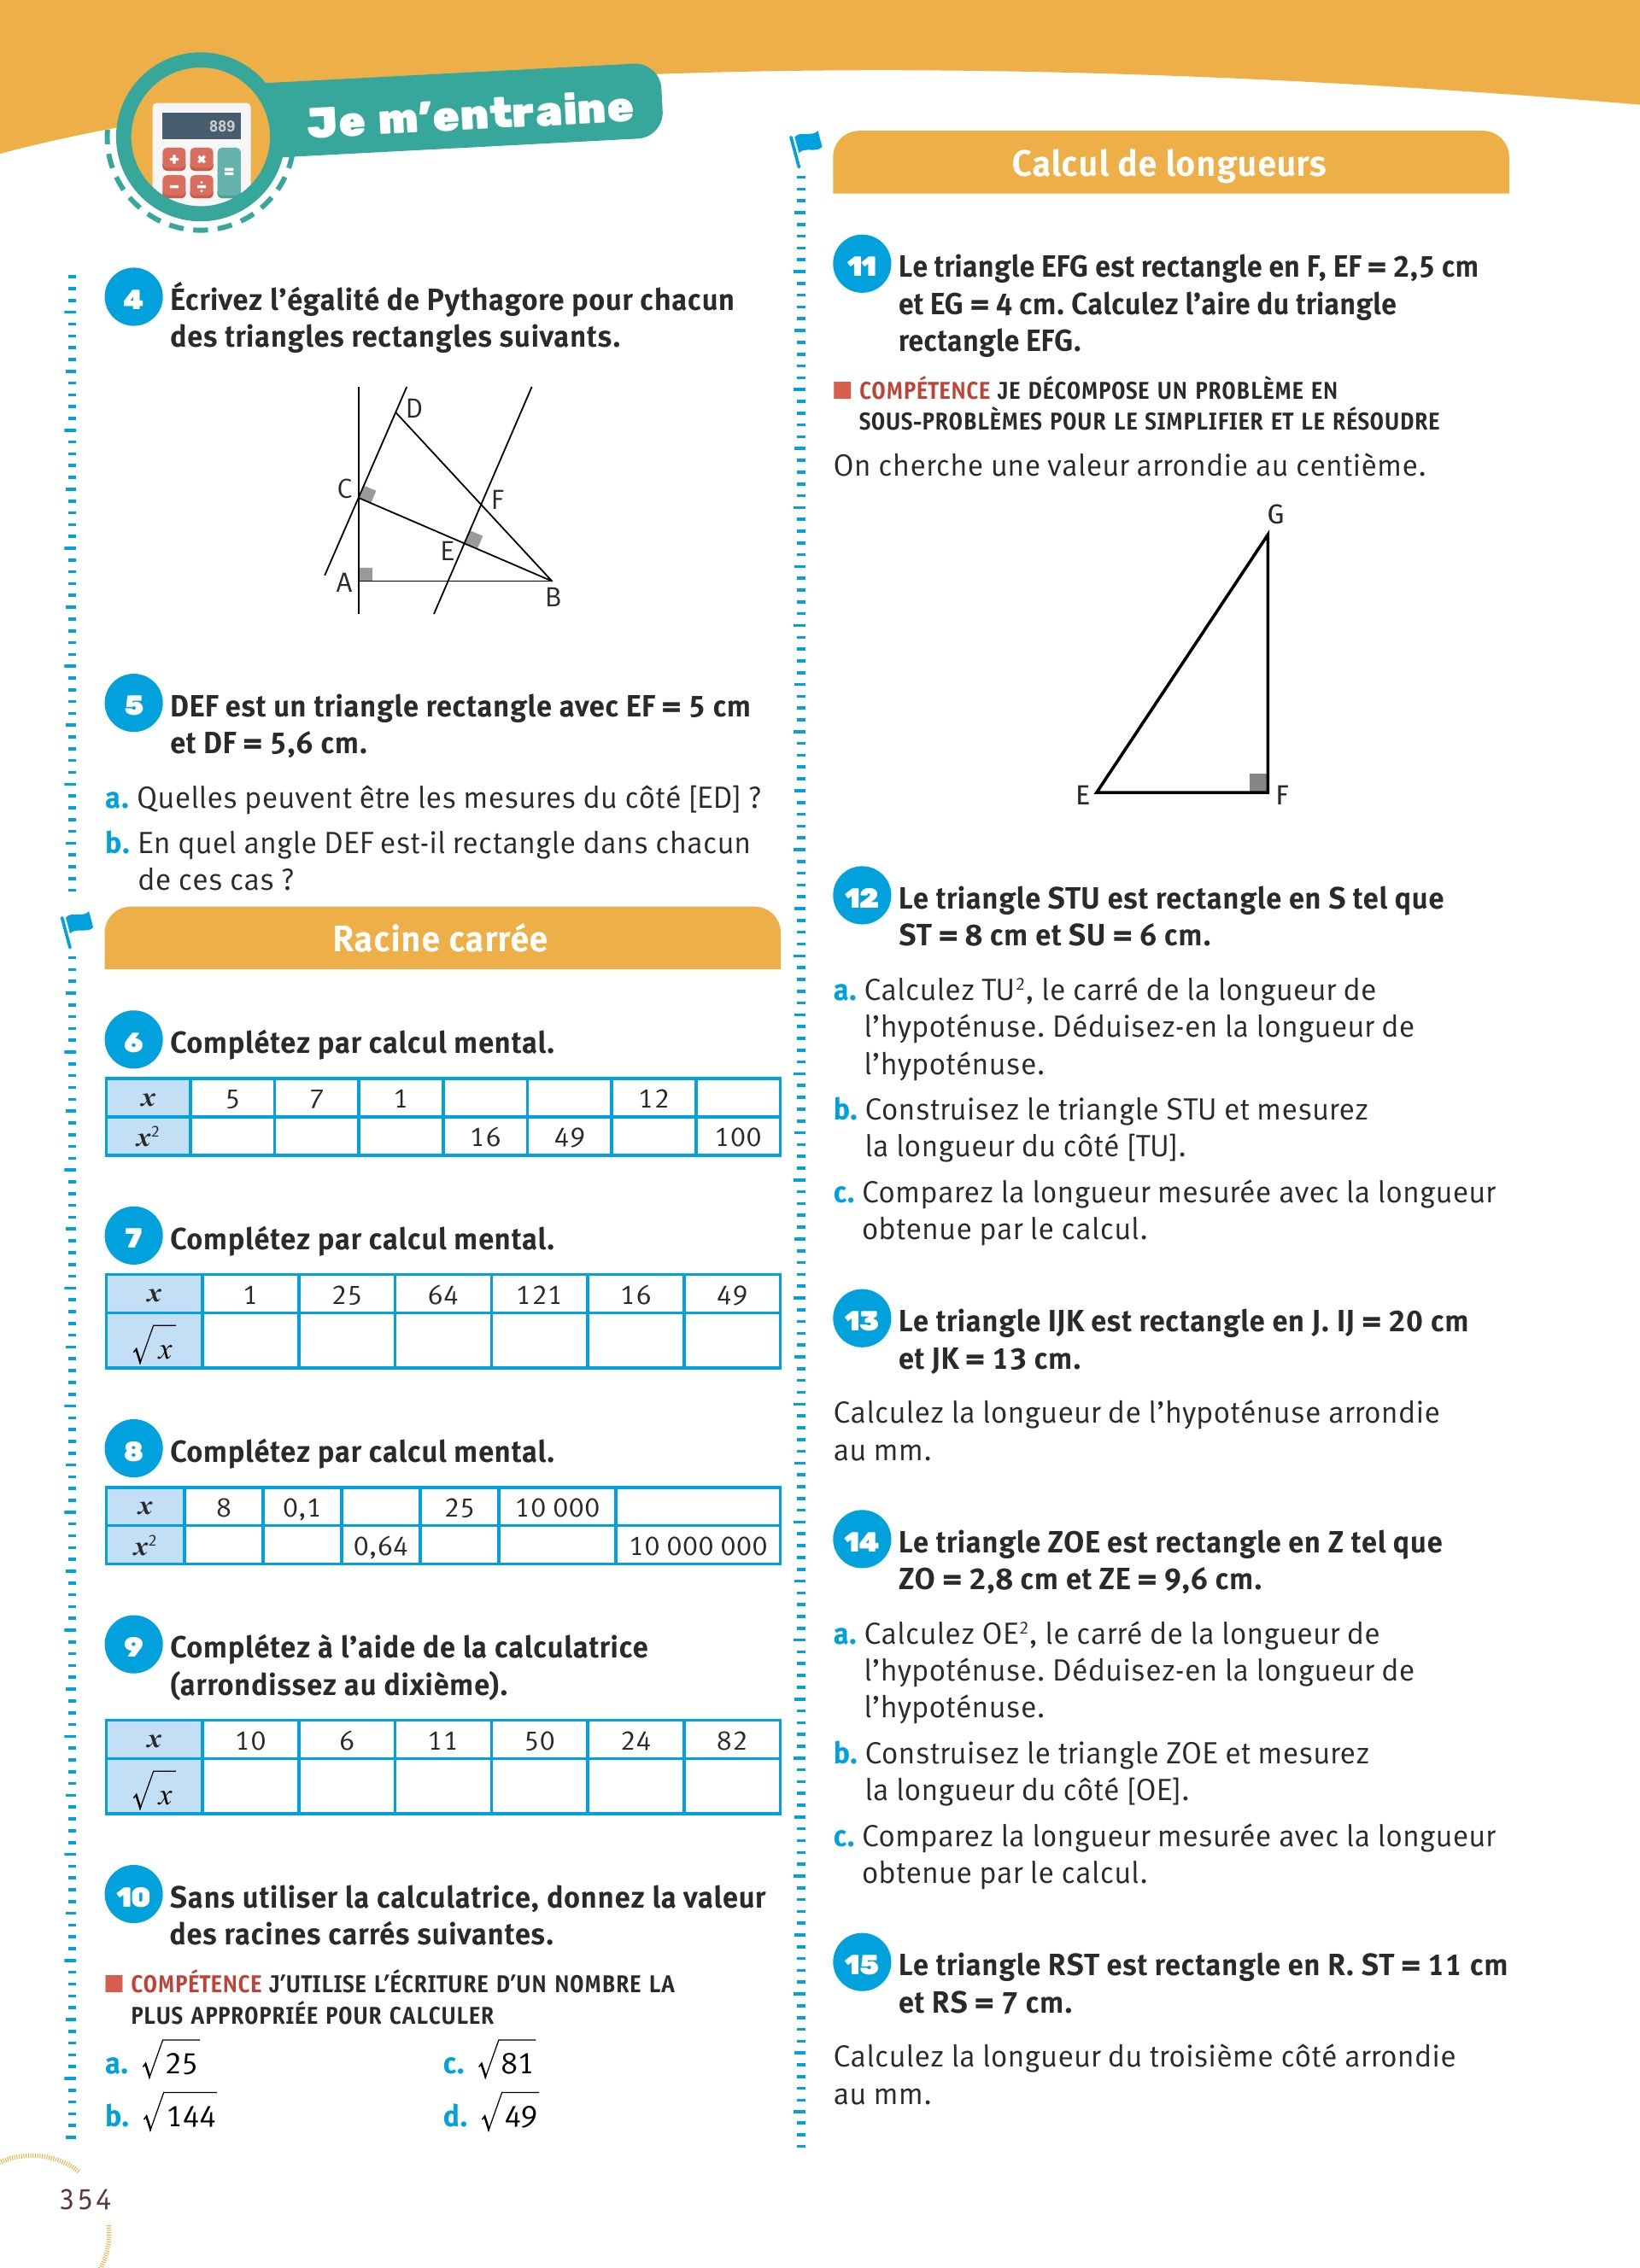 889
Je m'entraine
4 Écrivez l'égalité de Pythagore pour chacun
des triangles rectangles suivants.
D
C
F
E
A
B
5 DEF est un triangle rectangle avec EF = 5 cm
et DF = 5,6 cm.
a. Quelles peuvent être les mesures du côté [ED] ?
b. En quel angle DEF est-il rectangle dans chacun
de ces cas ?
Racine carrée
6 Complétez par calcul mental.
x 5 7 1 12
x² 16 49 100
7 Complétez par calcul mental.
x 1 25 64 121 16 49
√x
8 Complétez par calcul mental.
x 8 0,1 25 10 000
x² 0,64 10 000 000
9 Complétez à l'aide de la calculatrice
(arrondissez au dixième).
x 10 6 11 50 24 82
√x
10 Sans utiliser la calculatrice, donnez la valeur
des racines carrés suivantes.
COMPÉTENCE J'UTILISE L'ÉCRITURE D'UN NOMBRE LA
PLUS APPROPRIÉE POUR CALCULER
a. √25 c. √81
b. √144 d. √49
354
Calcul de longueurs
11 Le triangle EFG est rectangle en F, EF = 2,5 cm
et EG = 4 cm. Calculez l'aire du triangle
rectangle EFG.
COMPÉTENCE JE DÉCOMPOSE UN PROBLÈME EN
SOUS-PROBLÈMES POUR LE SIMPLIFIER ET LE RÉSOUDRE
On cherche une valeur arrondie au centième.
G
E F
12 Le triangle STU est rectangle en S tel que
ST = 8 cm et SU = 6 cm.
a. Calculez TU², le carré de la longueur de
l'hypoténuse. Déduisez-en la longueur de
l'hypoténuse.
b. Construisez le triangle STU et mesurez
la longueur du côté [TU].
c. Comparez la longueur mesurée avec la longueur
obtenue par le calcul.
13 Le triangle IJK est rectangle en J. IJ = 20 cm
et JK = 13 cm.
Calculez la longueur de l'hypoténuse arrondie
au mm.
14 Le triangle ZOE est rectangle en Z tel que
ZO = 2,8 cm et ZE = 9,6 cm.
a. Calculez OE², le carré de la longueur de
l'hypoténuse. Déduisez-en la longueur de
l'hypoténuse.
b. Construisez le triangle ZOE et mesurez
la longueur du côté [OE].
c. Comparez la longueur mesurée avec la longueur
obtenue par le calcul.
15 Le triangle RST est rectangle en R. ST = 11 cm
et RS = 7 cm.
Calculez la longueur du troisième côté arrondie
au mm.